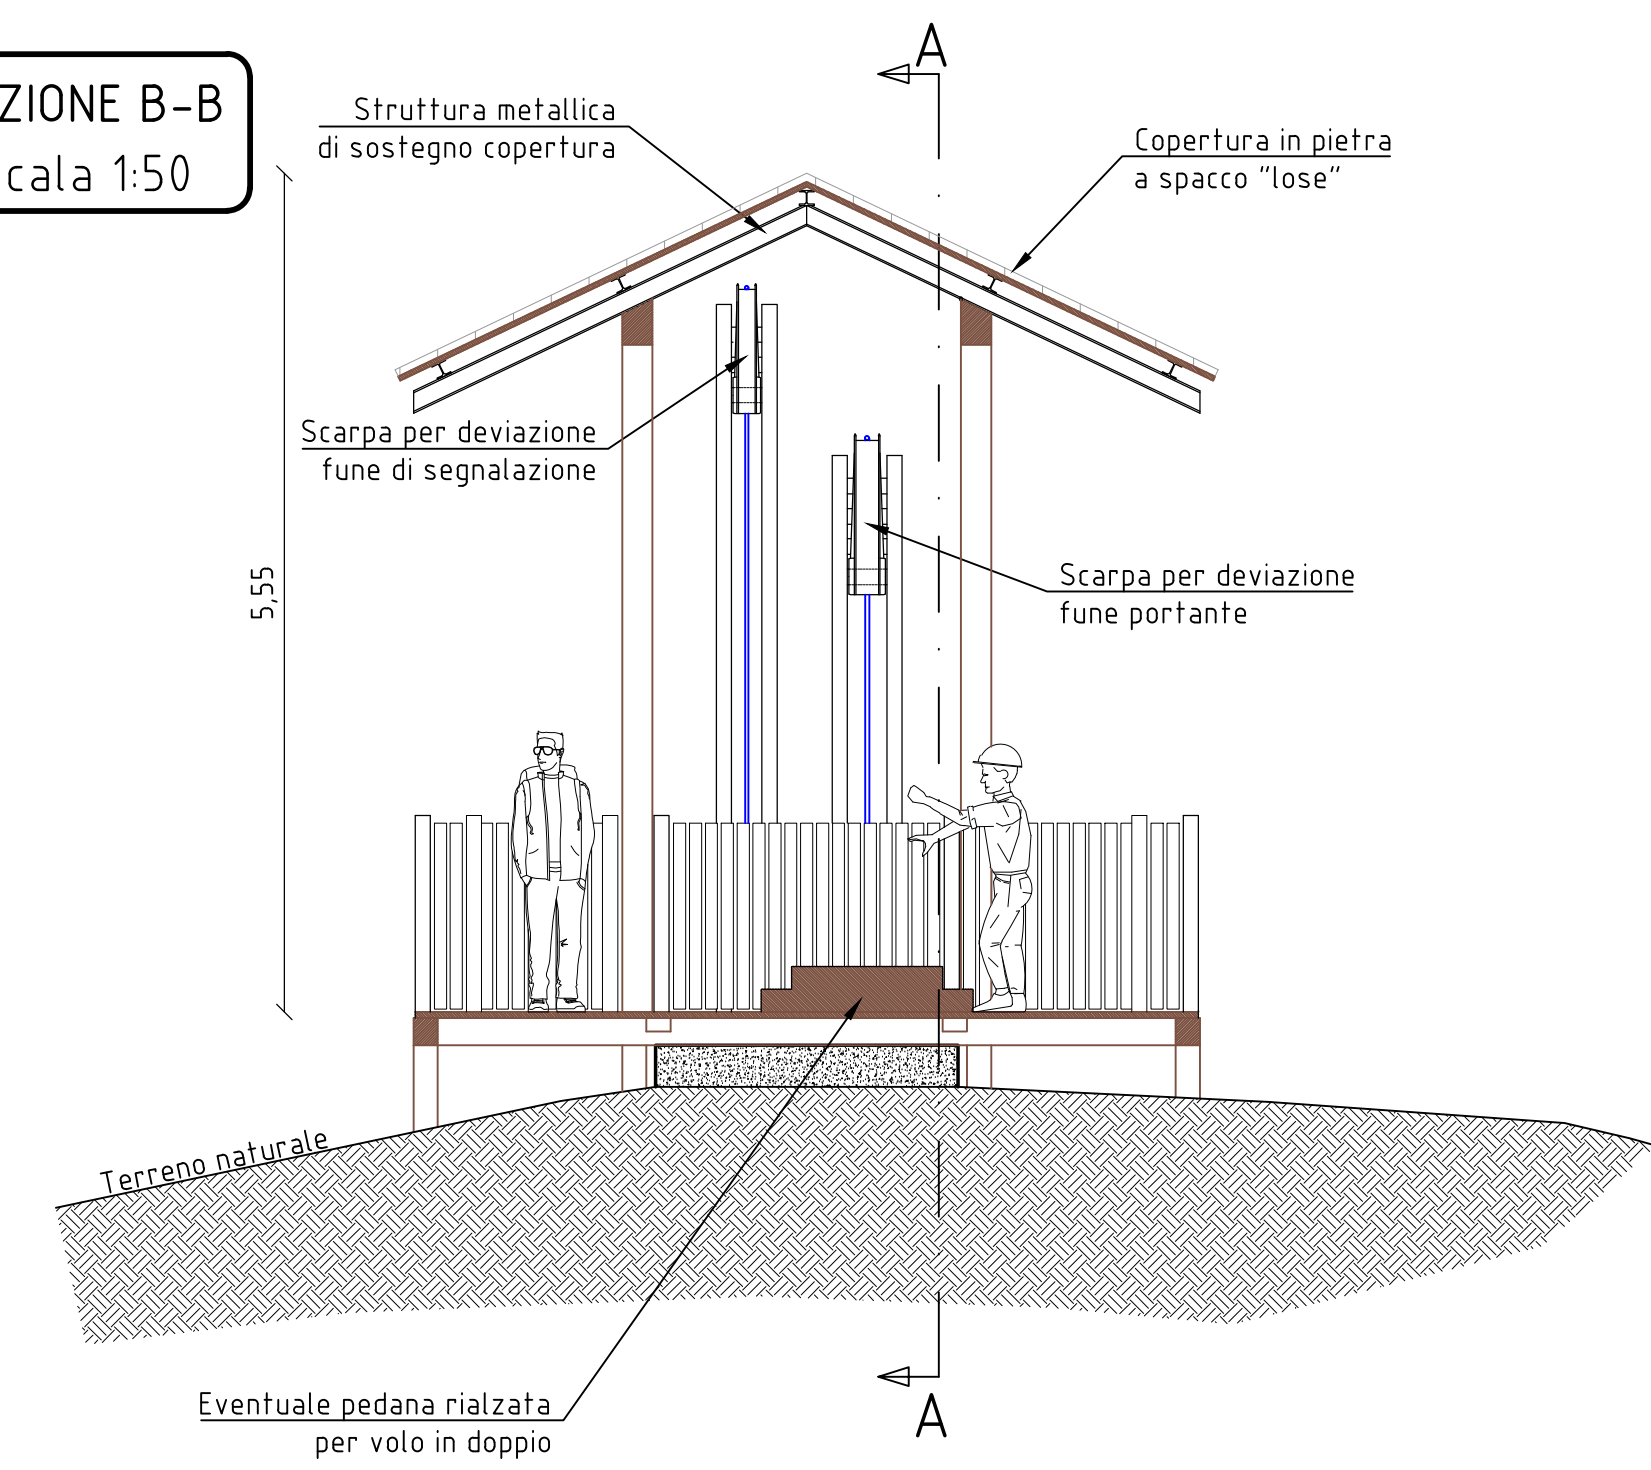 ZIONE B-B
cala 1:50
A
Struttura metallica
di sostegno copertura
Copertura in pietra
a spacco "lose"
Scarpa per deviazione
fune di segnalazione
5,55
Scarpa per deviazione
fune portante
Terreno naturale
Eventuale pedana rialzata
per volo in doppio
A